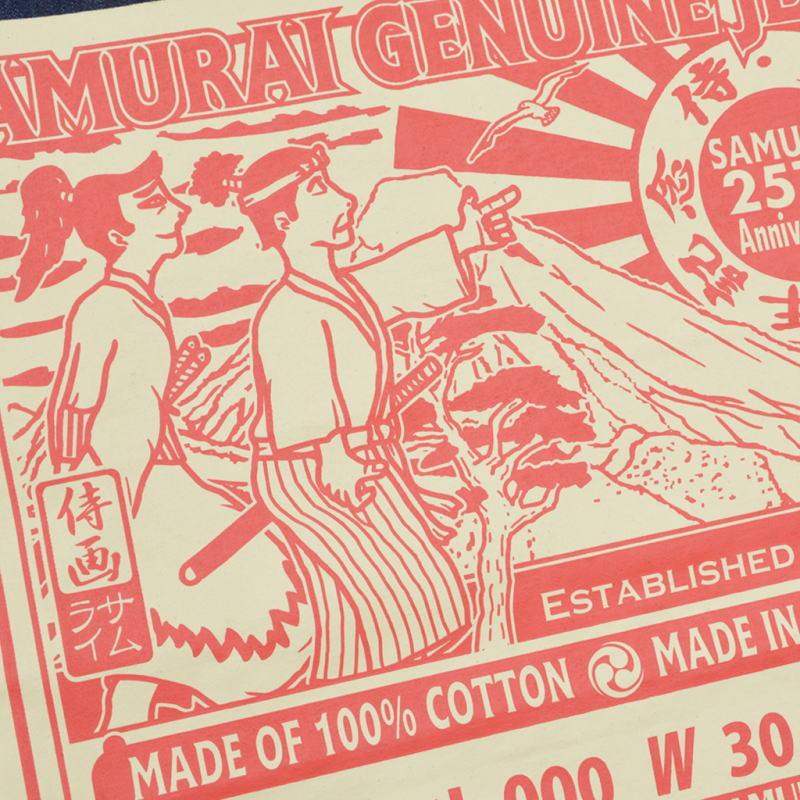 AMURAI GENUINE JE
侍
SAMU
25
Anniv
侍画
サム
ライ
ESTABLISHED
MADE OF 100% COTTON MADE IN
000 W 30